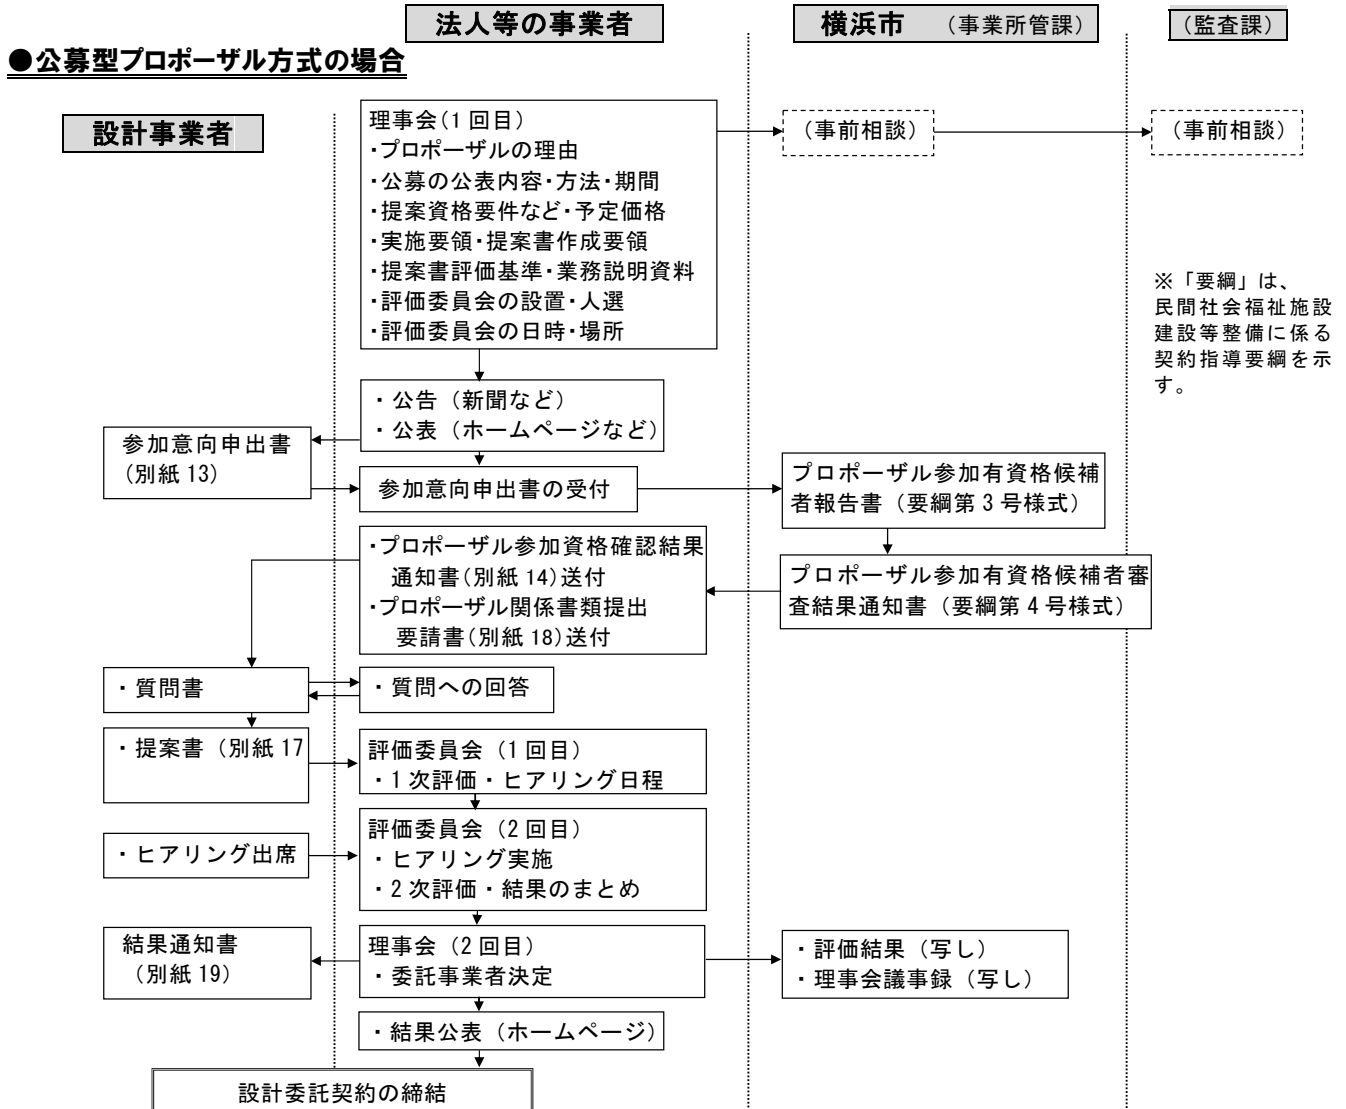 法人等の事業者
横浜市 （事業所管課）
（監査課）
●公募型プロポーザル方式の場合
設計事業者
理事会（1回目）
・プロポーザルの理由
・公募の公表内容・方法・期間
・提案資格要件など・予定価格
・実施要領・提案書作成要領
・提案書評価基準・業務説明資料
・評価委員会の設置・人選
・評価委員会の日時・場所
（事前相談）
（事前相談）
※「要綱」は、
民間社会福祉施設
建設等整備に係る
契約指導要綱を示
す。
・公告（新聞など）
・公表（ホームページなど）
参加意向申出書
（別紙13）
参加意向申出書の受付
プロポーザル参加有資格候補
者報告書（要綱第3号様式）
・プロポーザル参加資格確認結果
通知書（別紙14）送付
・プロポーザル関係書類提出
要請書（別紙18）送付
プロポーザル参加有資格候補者審
査結果通知書（要綱第4号様式）
・質問書
・質問への回答
・提案書（別紙17
評価委員会（1回目）
・1次評価・ヒアリング日程
・ヒアリング出席
評価委員会（2回目）
・ヒアリング実施
・2次評価・結果のまとめ
結果通知書
（別紙19）
理事会（2回目）
・委託事業者決定
・評価結果（写し）
・理事会議事録（写し）
・結果公表（ホームページ）
設計委託契約の締結